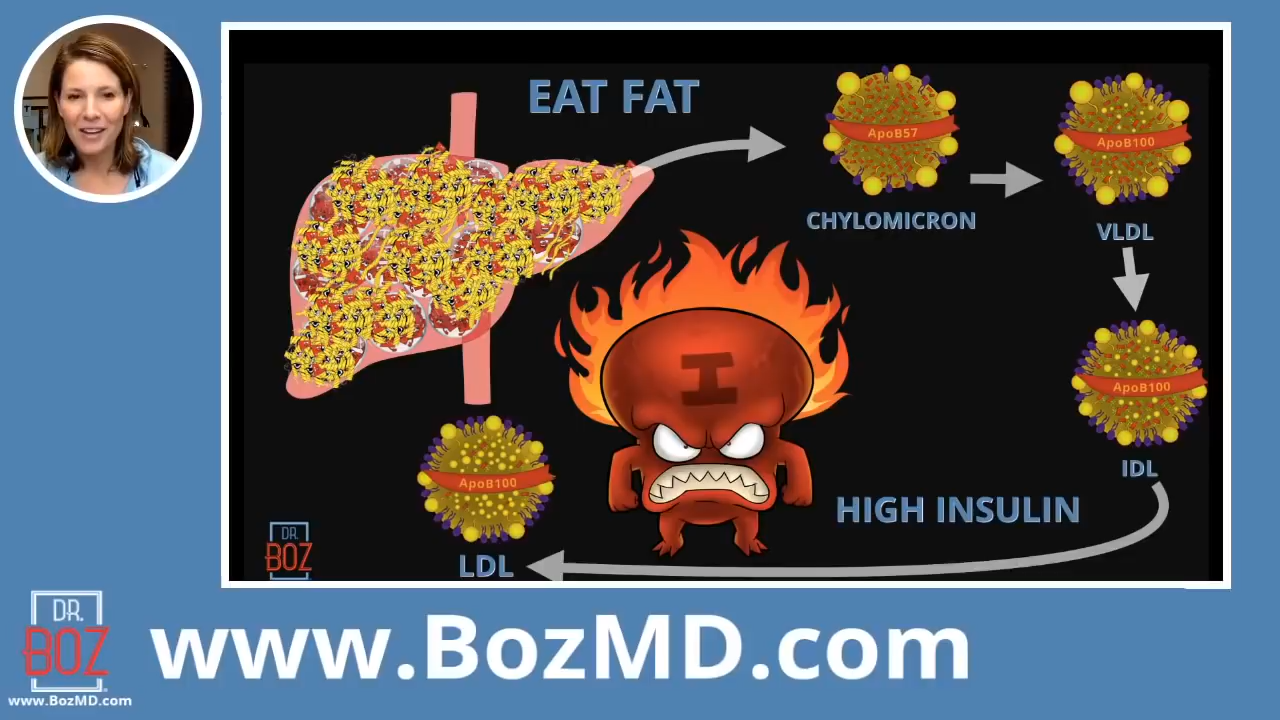 EAT FAT
ApoB57
CHYLOMICRON
ApoB100
VLDL
ApoB100
IDL
I
HIGH INSULIN
ApoB100
LDL
DR.
BOZ
DR.
BOZ
www.BozMD.com
www.BozMD.com